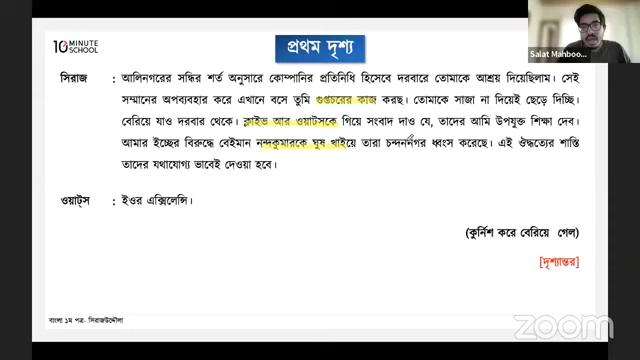 10 MINUTE SCHOOL
প্রথম দৃশ্য
Salat Mahboo...
সিরাজ : আলিনগরের সন্ধির শর্ত অনুসারে কোম্পানির প্রতিনিধি হিসেবে দরবারে তোমাকে আশ্রয় দিয়েছিলাম। সেই
সম্মানের অপব্যবহার করে এখানে বসে তুমি গুপ্তচরের কাজ করছ। তোমাকে সাজা না দিয়েই ছেড়ে দিচ্ছি।
বেরিয়ে যাও দরবার থেকে। ক্লাইভ আর ওয়াটসকে গিয়ে সংবাদ দাও যে, তাদের আমি উপযুক্ত শিক্ষা দেব।
আমার ইচ্ছের বিরুদ্ধে বেইমান নন্দকুমারকে ঘুষ খাইয়ে তারা চন্দননগর ধ্বংস করেছে। এই ঔদ্ধত্যের শাস্তি
তাদের যথাযোগ্য ভাবেই দেওয়া হবে।
ওয়াট্স : ইওর এক্সিলেন্সি।
(কুর্নিশ করে বেরিয়ে গেল)
[দৃশ্যান্তর]
বাংলা ১ম পত্র- সিরাজউদ্দৌলা
zoom